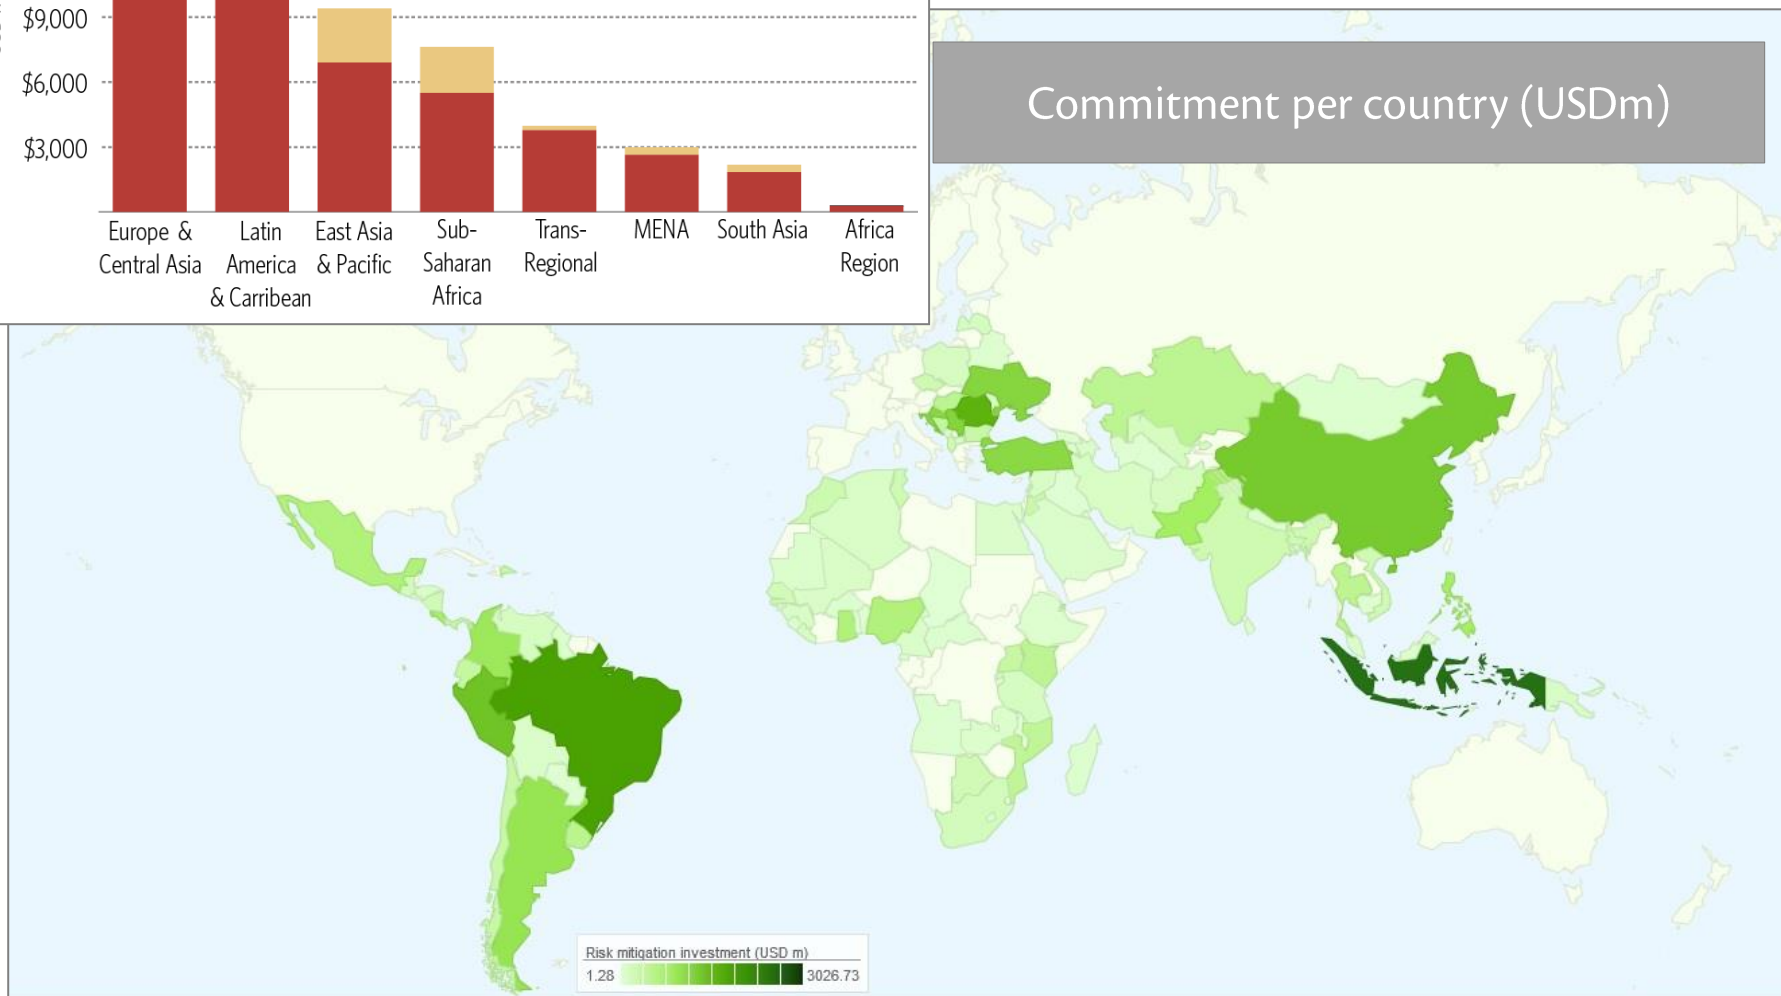 $9,000
$6,000
$3,000
Europe &
Central Asia
Latin
America
& Carribean
East Asia
& Pacific
Sub-
Saharan
Africa
Trans-
Regional
MENA
South Asia
Africa
Region
Commitment per country (USDm)
Risk mitigation investment (USD m)
1.28
3026.73